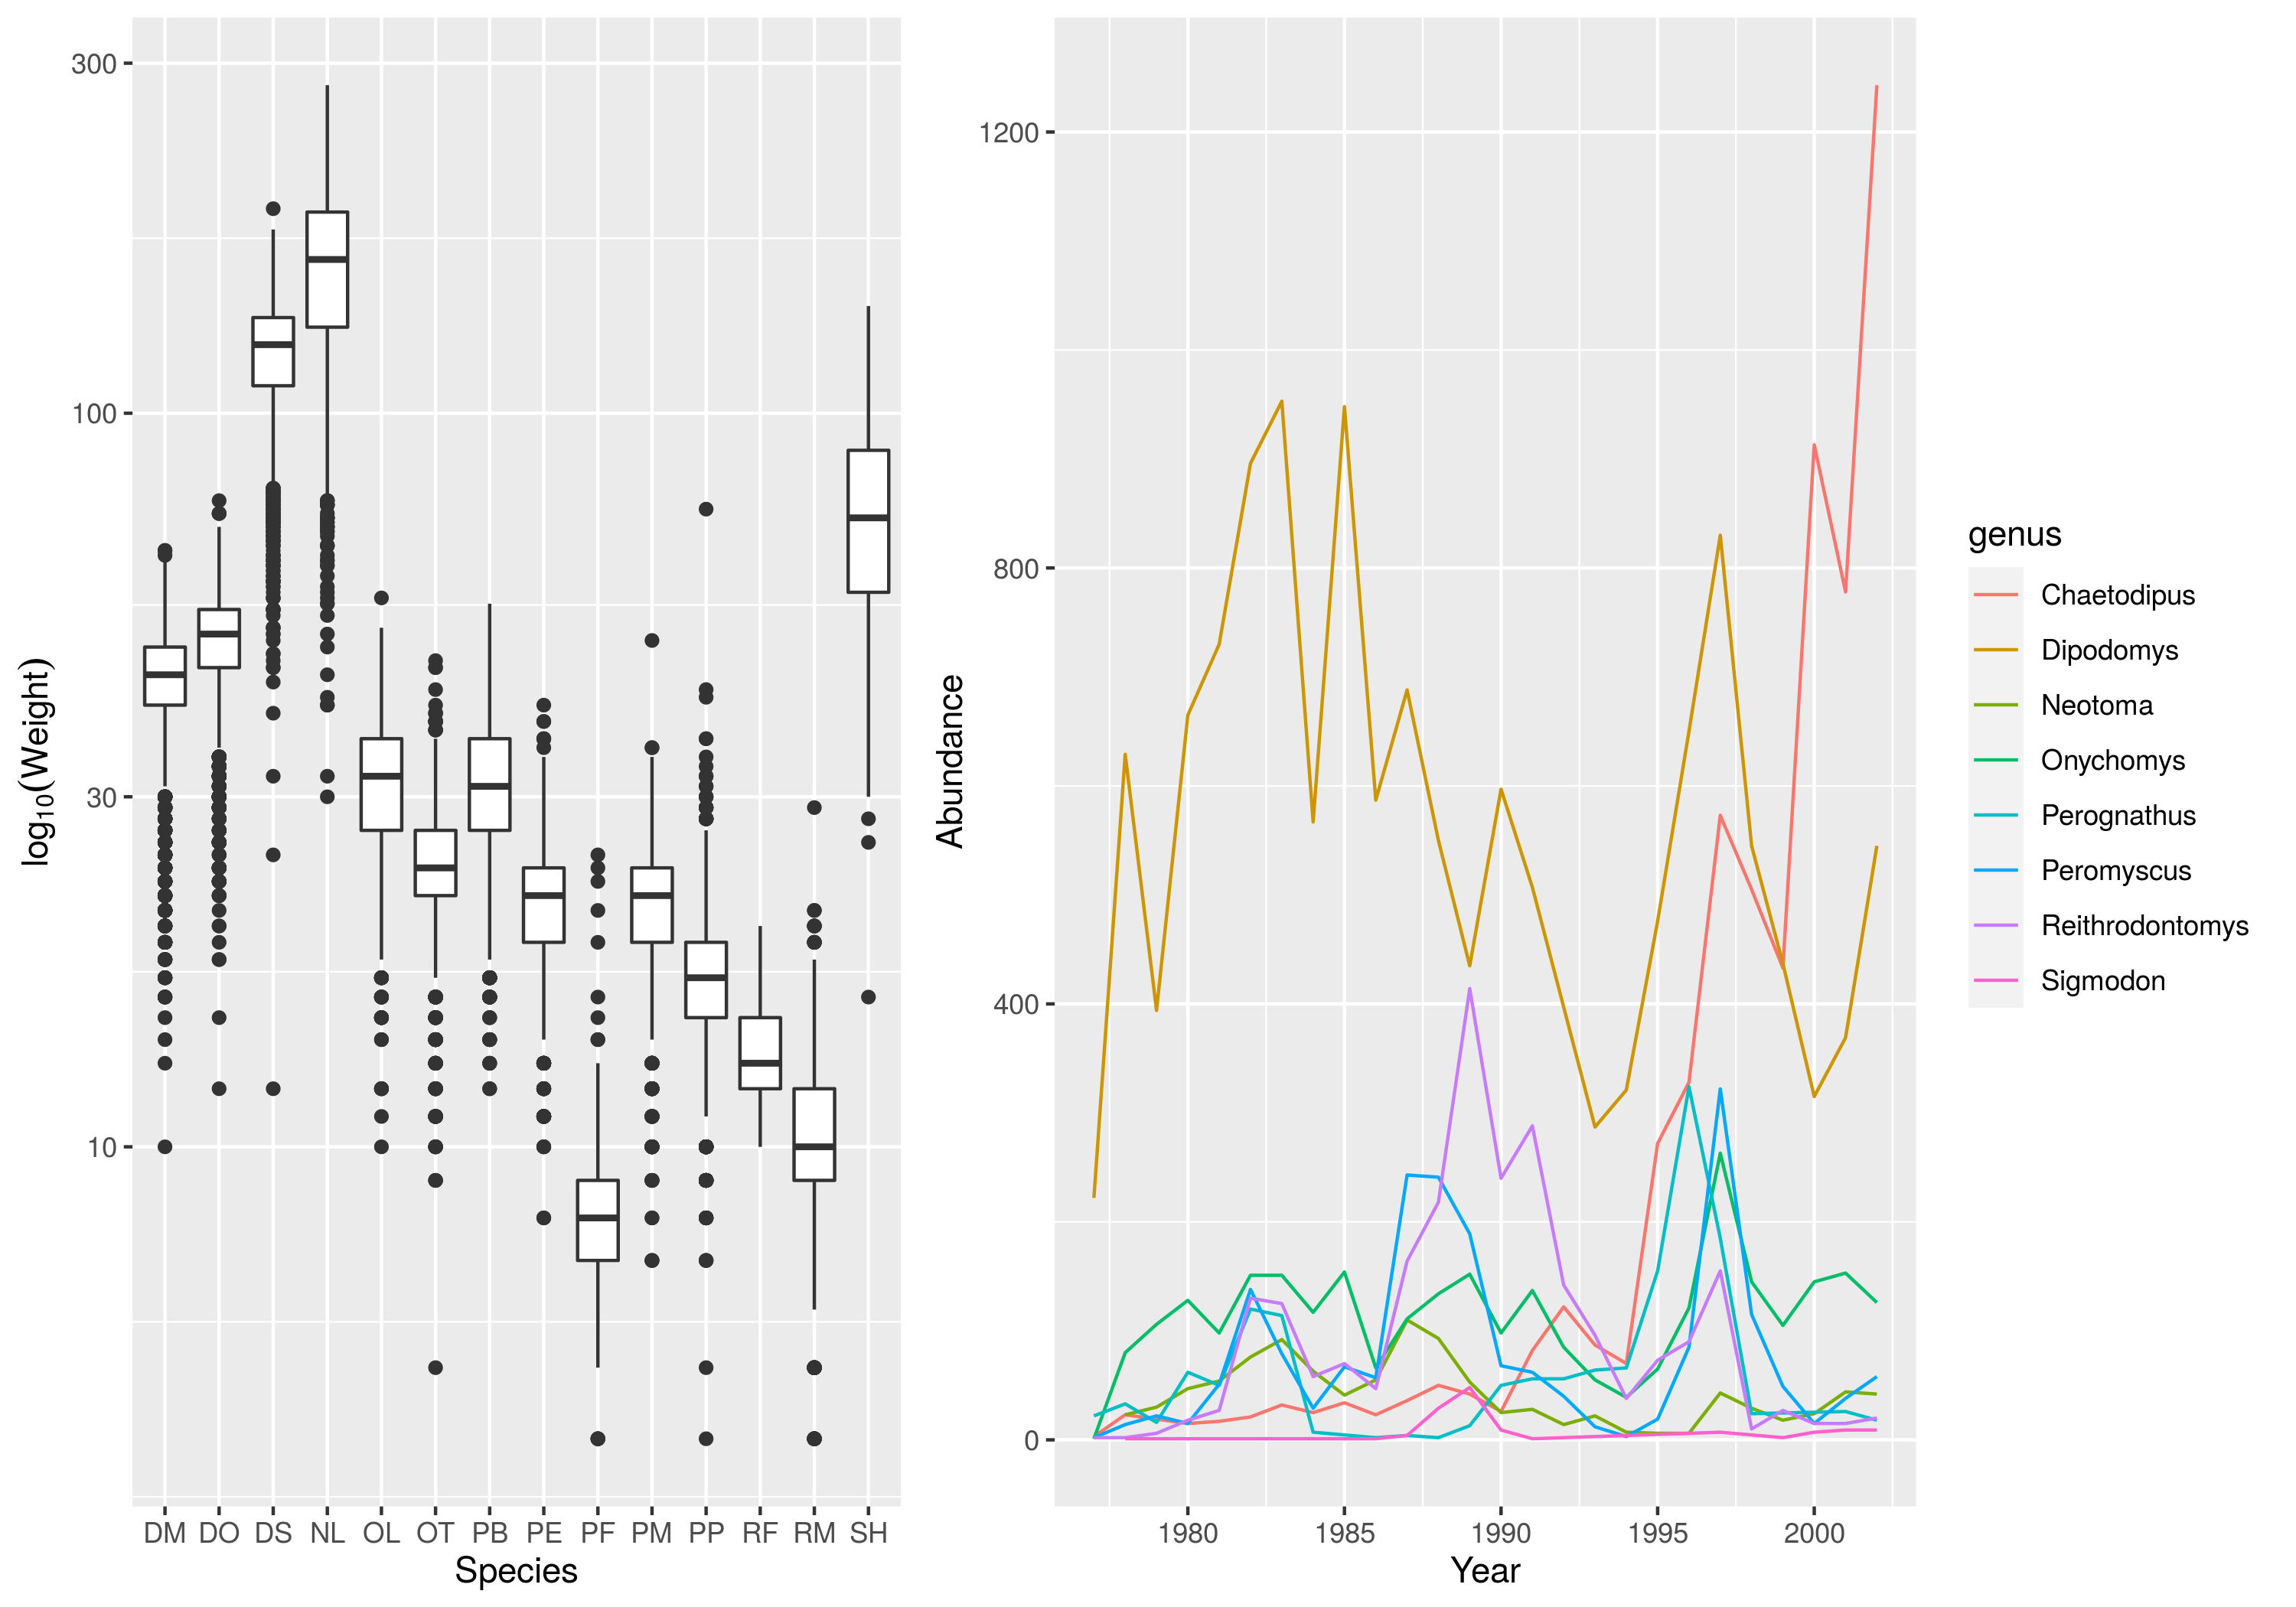 log10(Weight)
300
100
30
10
DM DO DS NL OL OT PB PE PF PM PP RF RM SH
Species
Abundance
1200
800
400
0
1980 1985 1990 1995 2000
Year
genus
Chaetodipus
Dipodomys
Neotoma
Onychomys
Perognathus
Peromyscus
Reithrodontomys
Sigmodon